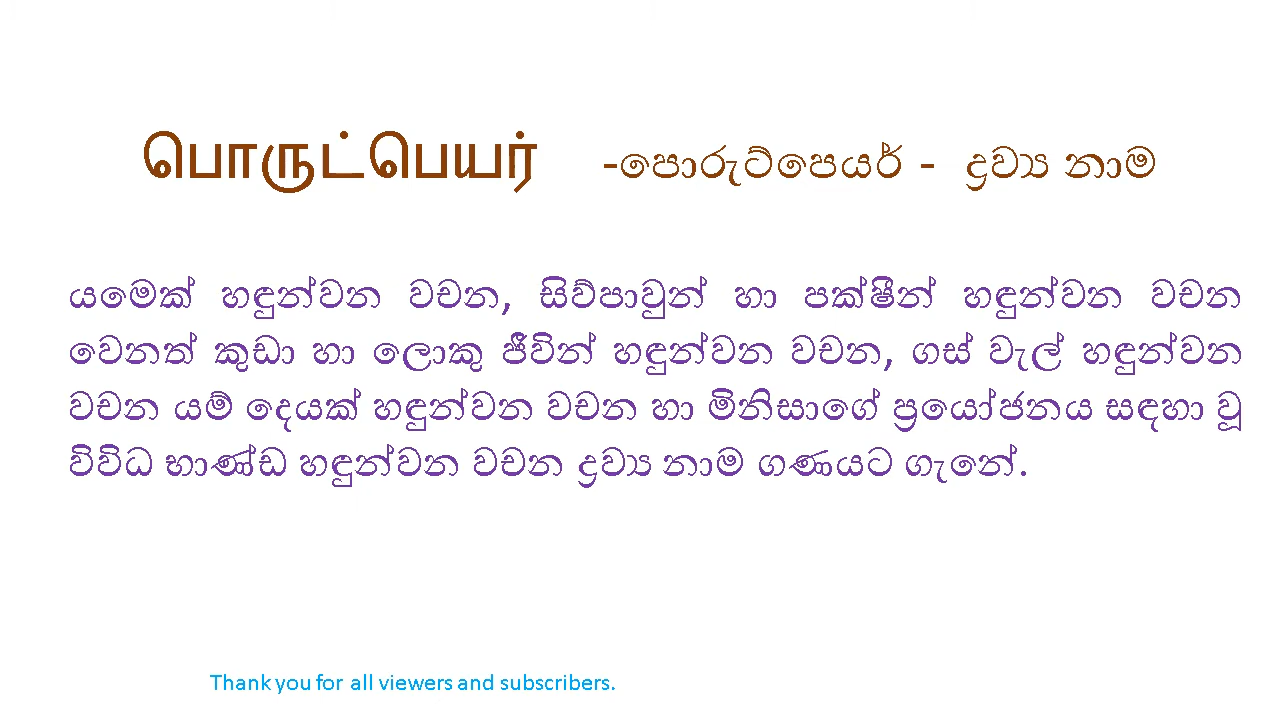 பொருட்பெயர் -පොරුට්පෙයර් - ද්‍රව්‍ය නාම
යමෙක් හඳුන්වන වචන, සිව්පාවුන් හා පක්ෂීන් හඳුන්වන වචන
වෙනත් කුඩා හා ලොකු ජීවින් හඳුන්වන වචන, ගස් වැල් හඳුන්වන
වචන යම් දෙයක් හඳුන්වන වචන හා මිනිසාගේ ප්‍රයෝජනය සඳහා වූ
විවිධ භාණ්ඩ හඳුන්වන වචන ද්‍රව්‍ය නාම ගණයට ගැනේ.
Thank you for all viewers and subscribers.